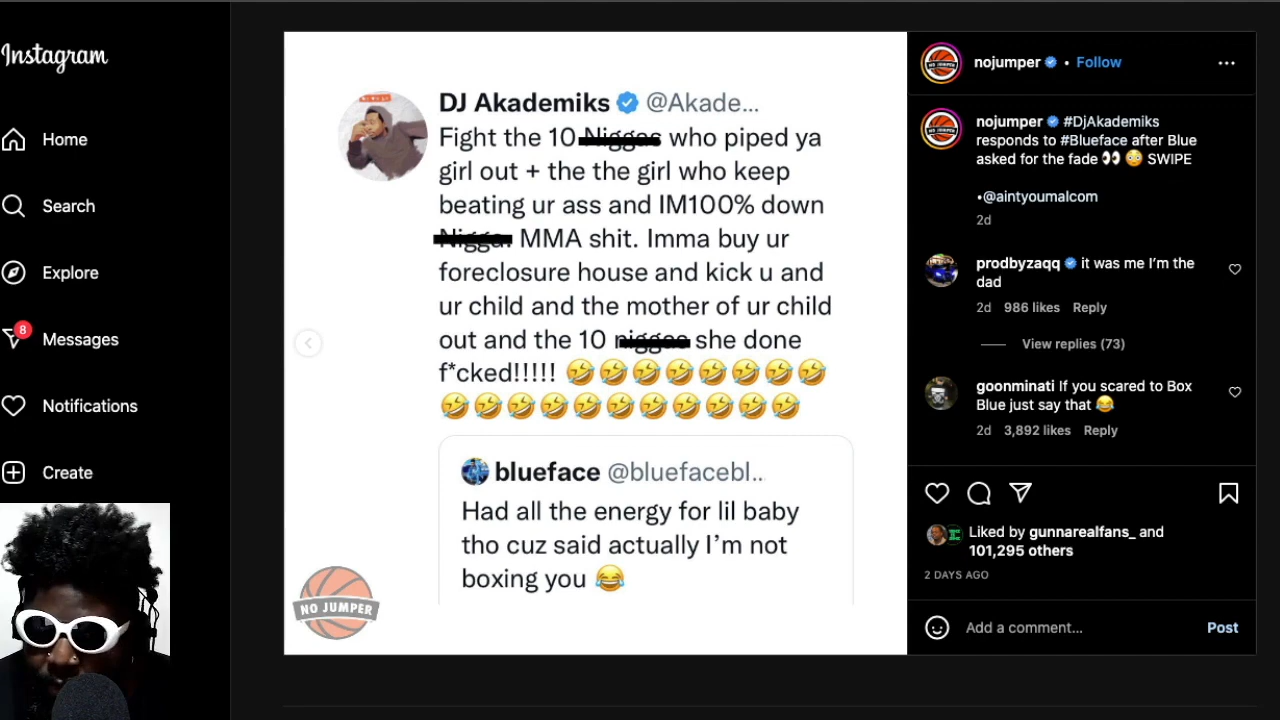 Instagram
Home
Search
Explore
8
Messages
Notifications
Create
DJ Akademiks @Akade...
Fight the 10 Niggas who piped ya
girl out + the the girl who keep
beating ur ass and IM100% down
Nigga. MMA shit. Imma buy ur
foreclosure house and kick u and
ur child and the mother of ur child
out and the 10 niggas she done
f*cked!!!!! 🤣🤣🤣🤣🤣🤣🤣🤣
🤣🤣🤣🤣🤣🤣🤣🤣🤣🤣🤣
blueface @bluefacebl..
Had all the energy for lil baby
tho cuz said actually I’m not
boxing you 😂
NO JUMPER
NO JUMPER
nojumper • Follow
NO JUMPER
nojumper #DjAkademiks
responds to #Blueface after Blue
asked for the fade 👀 😳 SWIPE
•@aintyoumalcom
2d
prodbyzaqq it was me I’m the
dad
2d 986 likes Reply
View replies (73)
goonminati If you scared to Box
Blue just say that 😂
2d 3,892 likes Reply
Liked by gunnarealfans_ and
101,295 others
2 DAYS AGO
Add a comment...
Post